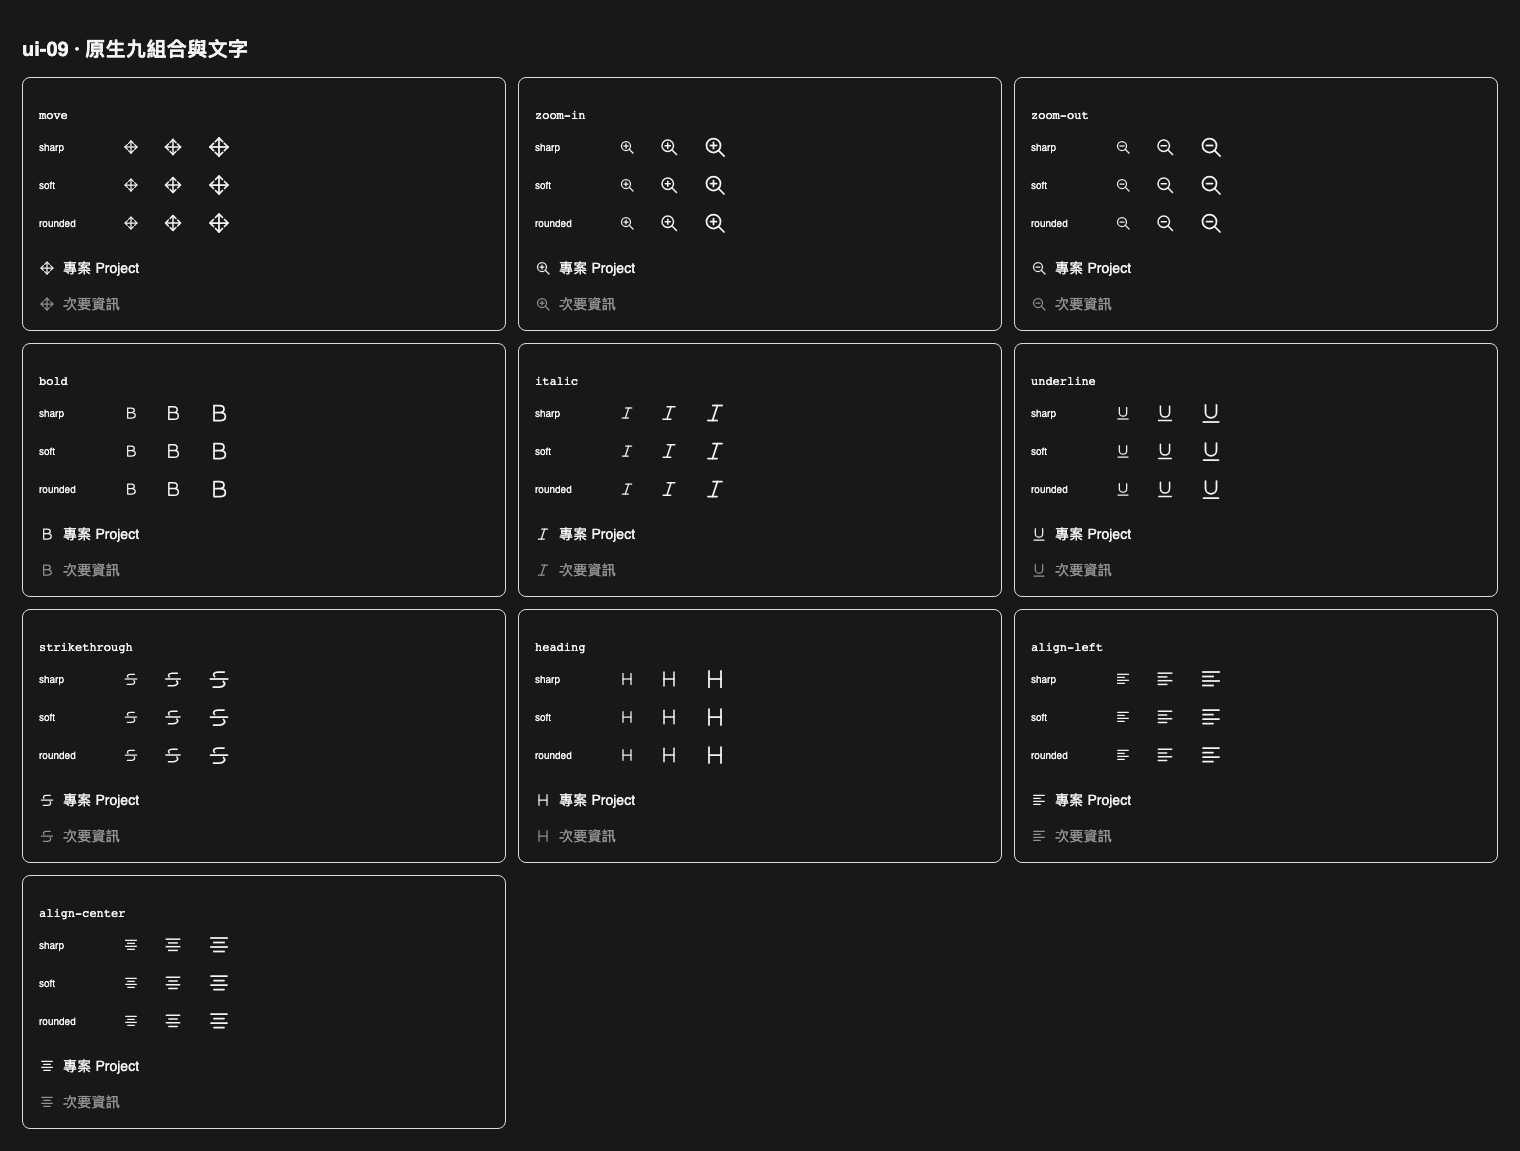 ui-09 · 原生九組合與文字
move
sharp
soft
rounded
專案 Project
次要資訊
zoom-in
sharp
soft
rounded
專案 Project
次要資訊
zoom-out
sharp
soft
rounded
專案 Project
次要資訊
bold
sharp
soft
rounded
專案 Project
次要資訊
italic
sharp
soft
rounded
專案 Project
次要資訊
underline
sharp
soft
rounded
專案 Project
次要資訊
strikethrough
sharp
soft
rounded
專案 Project
次要資訊
heading
sharp
soft
rounded
專案 Project
次要資訊
align-left
sharp
soft
rounded
專案 Project
次要資訊
align-center
sharp
soft
rounded
專案 Project
次要資訊